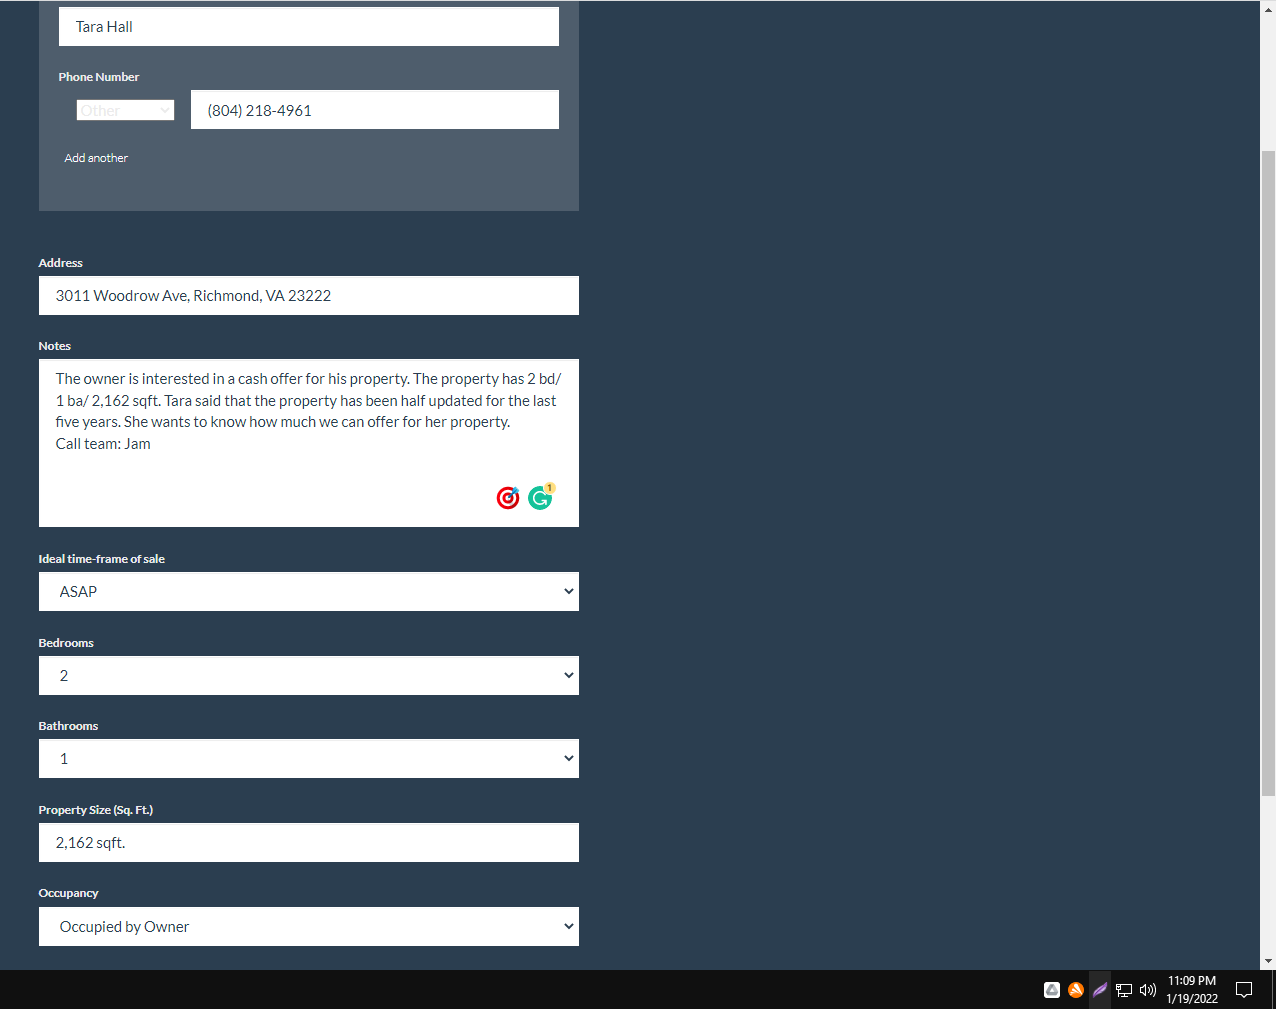 Tara Hall
Phone Number
Other
(804) 218-4961
Add another
Address
3011 Woodrow Ave, Richmond, VA 23222
Notes
The owner is interested in a cash offer for his property. The property has 2 bd/
1 ba/ 2,162 sqft. Tara said that the property has been half updated for the last
five years. She wants to know how much we can offer for her property.
Call team: Jam
1
Ideal time-frame of sale
ASAP
Bedrooms
2
Bathrooms
1
Property Size (Sq. Ft.)
2,162 sqft.
Occupancy
Occupied by Owner
11:09 PM
1/19/2022